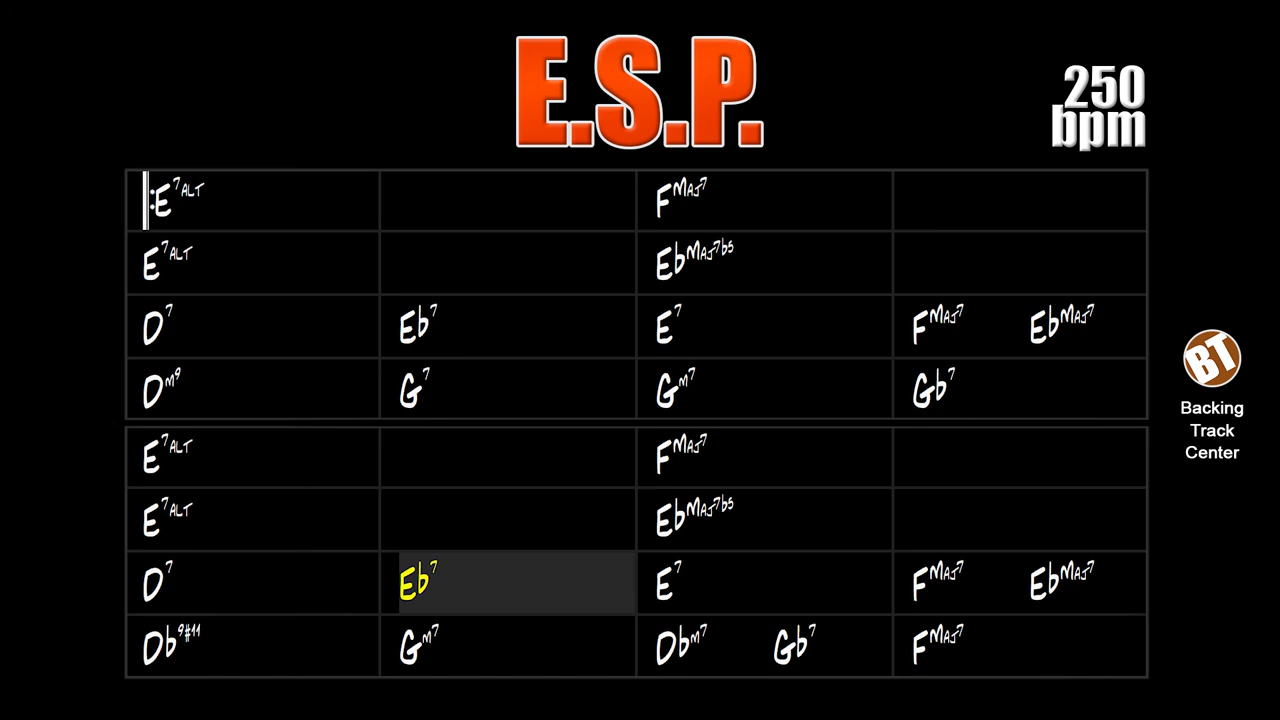 E.S.P.
250
bpm
E7ALT FMAJ7
E7ALT EbMAJ7b5
D7 Eb7 E7 FMAJ7 EbMAJ7
Dm9 G7 Gm7 Gb7
E7ALT FMAJ7
E7ALT EbMAJ7b5
D7 Eb7 E7 FMAJ7 EbMAJ7
Db9#11 Gm7 Dbm7 Gb7 FMAJ7
BT
Backing
Track
Center